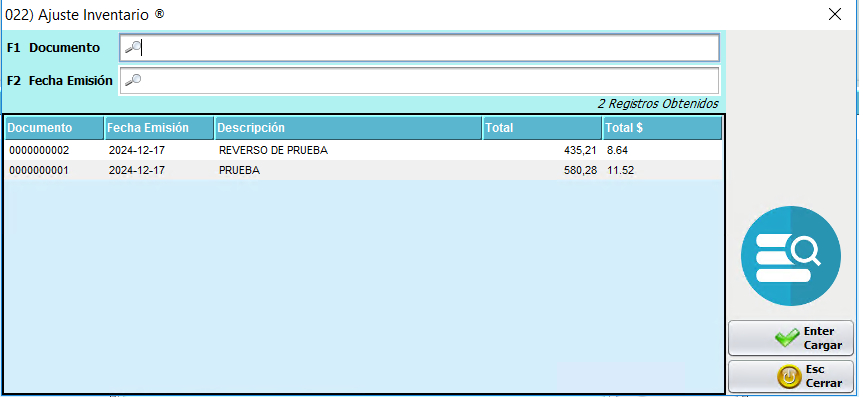 022) Ajuste Inventario ®
F1 Documento
F2 Fecha Emisión
2 Registros Obtenidos
Documento Fecha Emisión Descripción Total Total $
0000000002 2024-12-17 REVERSO DE PRUEBA 435,21 8.64
0000000001 2024-12-17 PRUEBA 580,28 11.52
Enter
Cargar
Esc
Cerrar